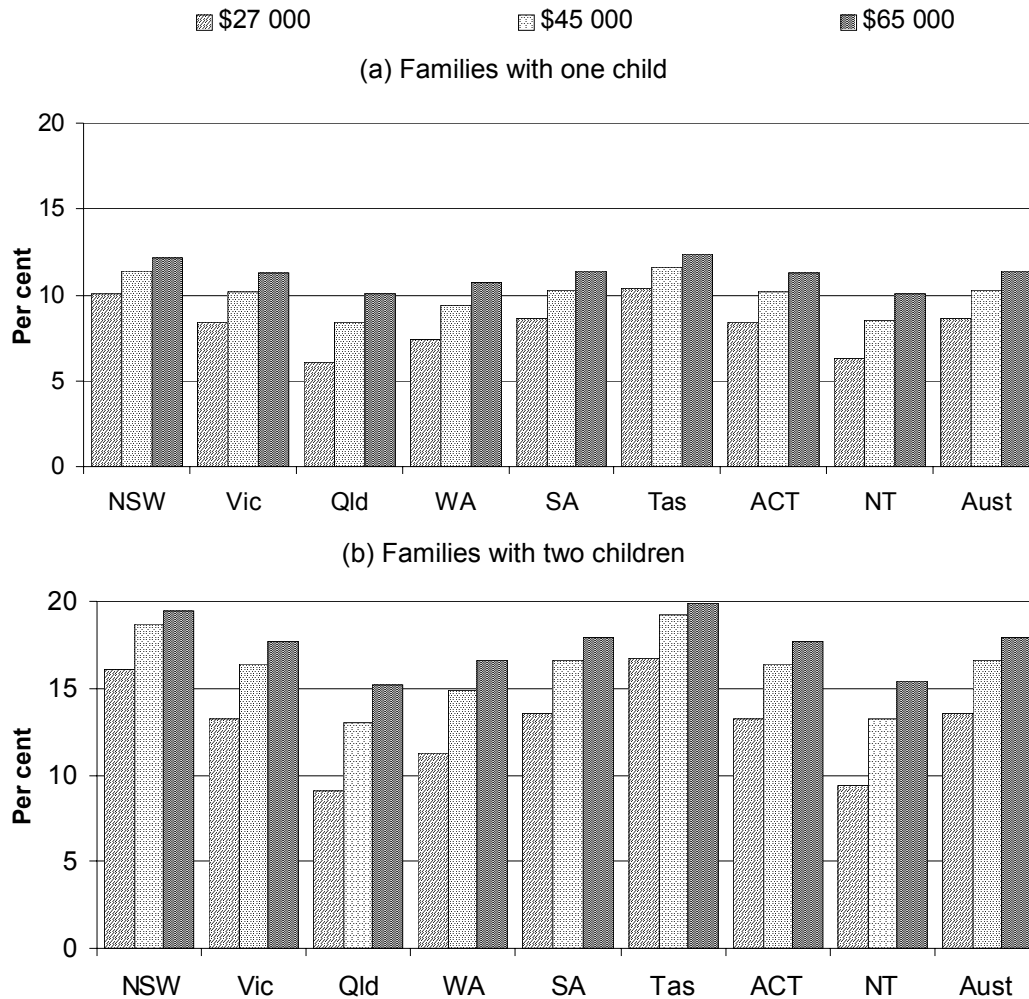 $27 000 $45 000 $65 000
(a) Families with one child
20
15
10
5
0
Per cent
NSW Vic Qld WA SA Tas ACT NT Aust
(b) Families with two children
20
15
10
5
0
Per cent
NSW Vic Qld WA SA Tas ACT NT Aust